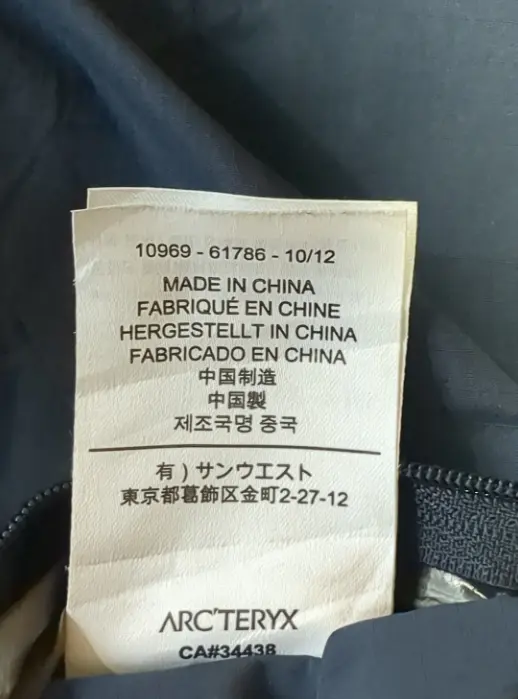 10969 - 61786 - 10/12
MADE IN CHINA
FABRIQUÉ EN CHINE
HERGESTELLT IN CHINA
FABRICADO EN CHINA
中国制造
中国製
제조국명 중국
有）サンウエスト
東京都葛飾区金町2-27-12
ARC'TERYX
CA#34438